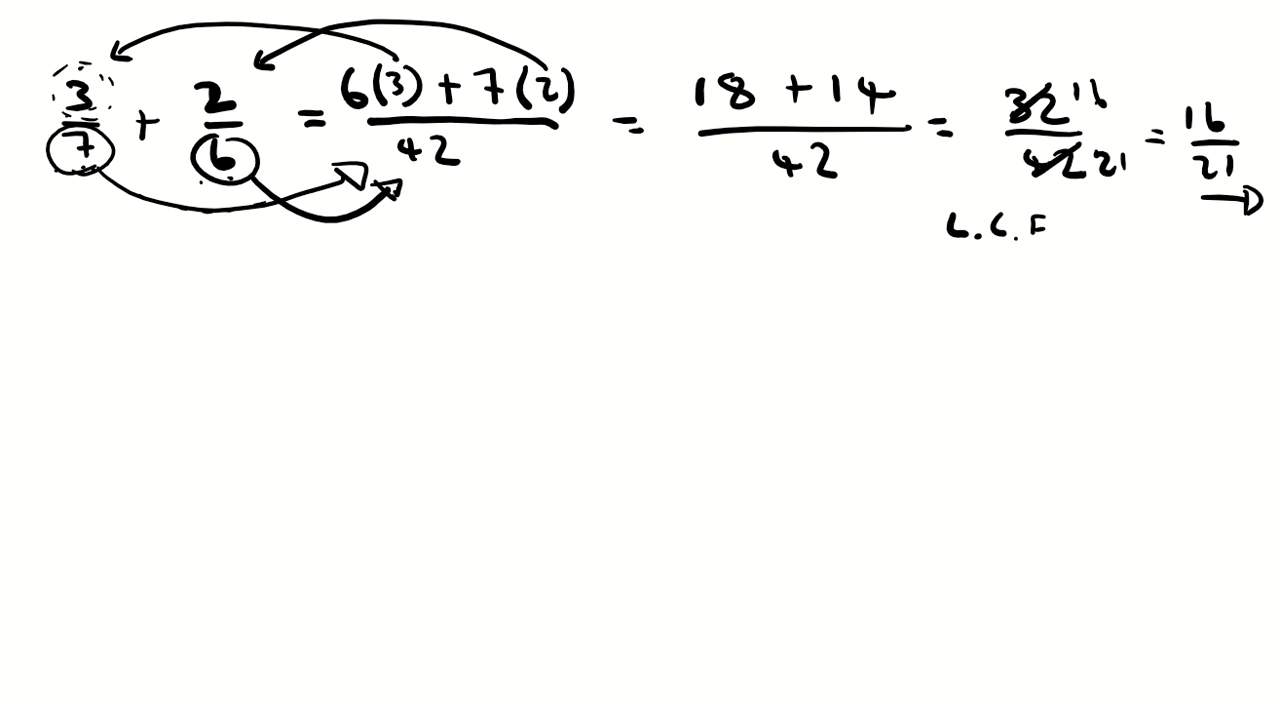 3/7 + 2/6 = 6(3) + 7(2)/42 = 18 + 14/42 = 32 16/42 21 = 16/21
L.C.F